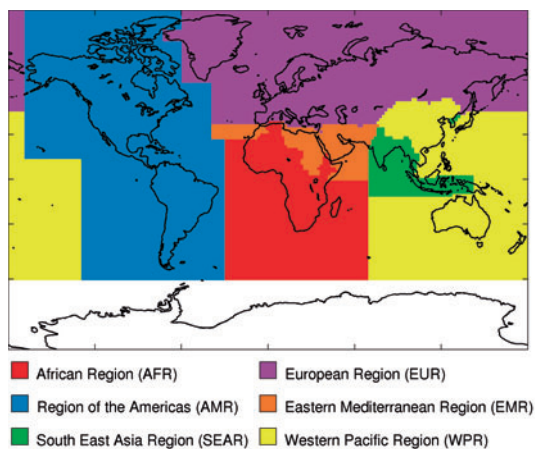 African Region (AFR)
European Region (EUR)
Region of the Americas (AMR)
Eastern Mediterranean Region (EMR)
South East Asia Region (SEAR)
Western Pacific Region (WPR)